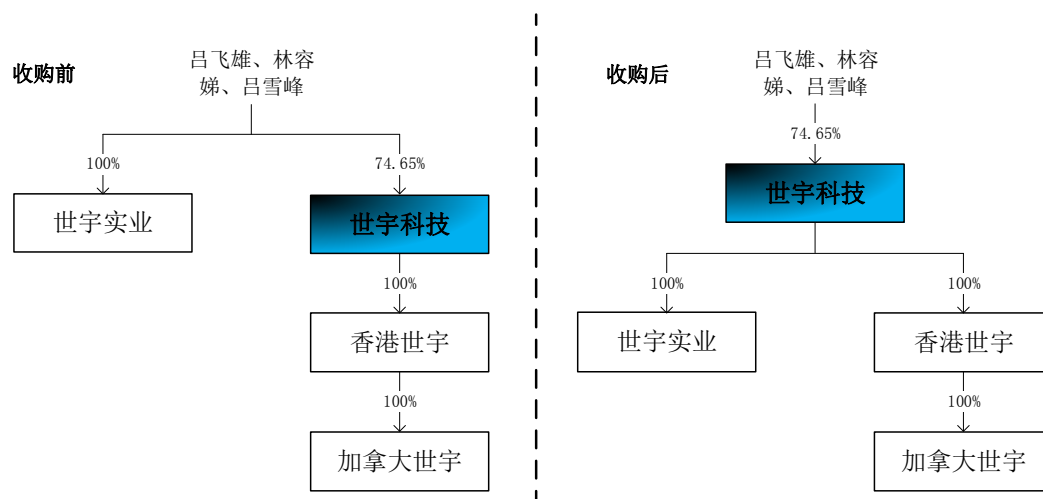 收购前
吕飞雄、林容
娣、吕雪峰
100%
74.65%
世宇实业
世宇科技
100%
香港世宇
100%
加拿大世宇
收购后
吕飞雄、林容
娣、吕雪峰
74.65%
世宇科技
100%
100%
世宇实业
香港世宇
100%
加拿大世宇